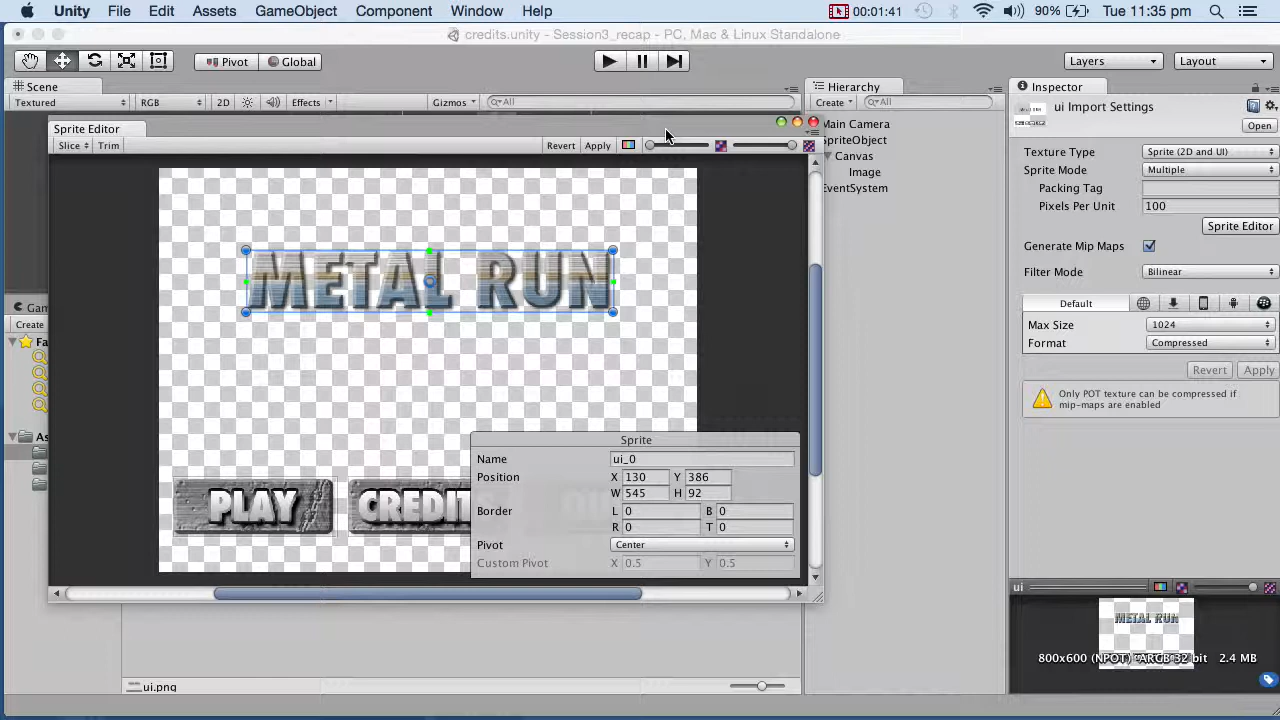 Unity File Edit Assets GameObject Component Window Help 00:01:41 90% Tue 11:35 pm
credits.unity - Session3_recap - PC, Mac & Linux Standalone
Pivot Global Layers Layout
Scene Hierarchy Inspector
Textured RGB 2D Effects Gizmos All Create All
ui Import Settings
Open
Main Camera
SpriteObject
Canvas
Image
EventSystem
Sprite Editor
Slice Trim Revert Apply
METAL RUN
PLAY CREDITS
Sprite
Name ui_0
Position X 130 Y 386
W 545 H 92
Border L 0 B 0
R 0 T 0
Pivot Center
Custom Pivot X 0.5 Y 0.5
Texture Type Sprite (2D and UI)
Sprite Mode Multiple
Packing Tag
Pixels Per Unit 100
Sprite Editor
Generate Mip Maps
Filter Mode Bilinear
Default
Max Size 1024
Format Compressed
Revert Apply
Only POT texture can be compressed if
mip-maps are enabled
Gam
Create
Fa
As
ui.png
ui
METAL RUN
800x600 (NPOT) ARGB 32 bit 2.4 MB